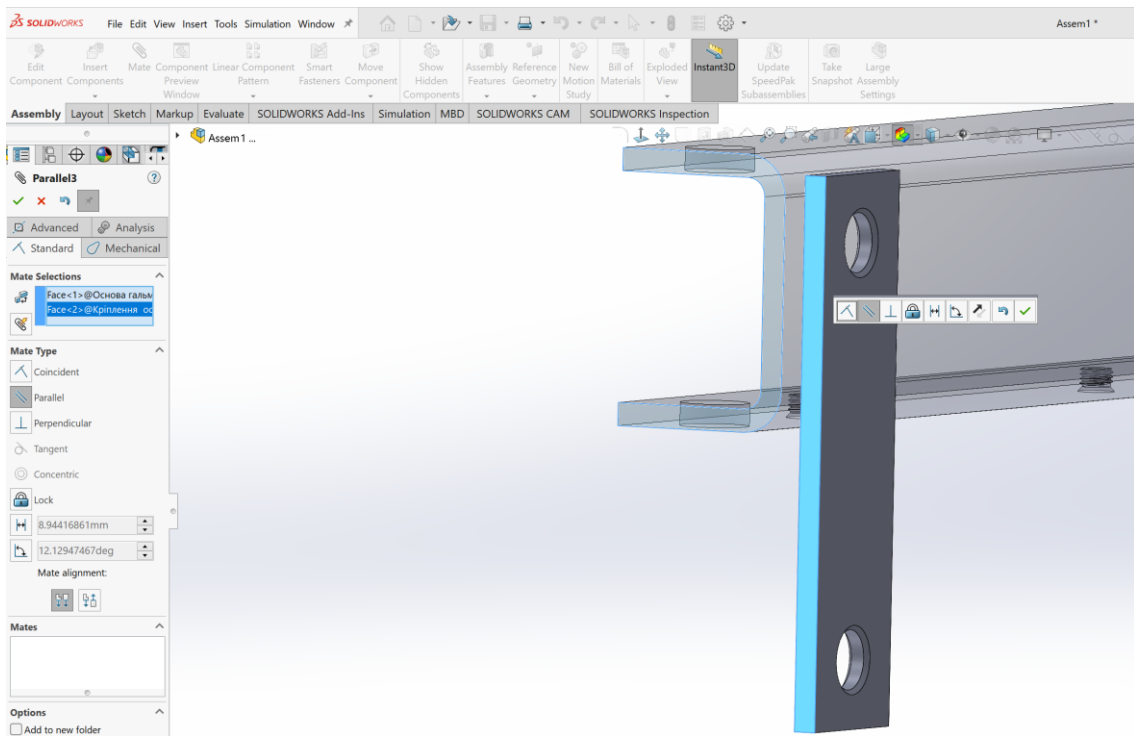 SOLIDWORKS File Edit View Insert Tools Simulation Window Assem1 *
Edit Component
Insert Components
Mate
Component Preview Window
Linear Component Pattern
Smart Fasteners
Move Component
Show Hidden Components
Assembly Features
Reference Geometry
New Motion Study
Bill of Materials
Exploded View
Instant3D
Update SpeedPak Subassemblies
Take Snapshot
Large Assembly Settings
Assembly Layout Sketch Markup Evaluate SOLIDWORKS Add-Ins Simulation MBD SOLIDWORKS CAM SOLIDWORKS Inspection
Assem1 ...
Parallel3
Advanced Analysis
Standard Mechanical
Mate Selections
Face<1>@Основа гальм
Face<2>@Кріплення ос
Mate Type
Coincident
Parallel
Perpendicular
Tangent
Concentric
Lock
8.94416861mm
12.12947467deg
Mate alignment:
Mates
Options
Add to new folder